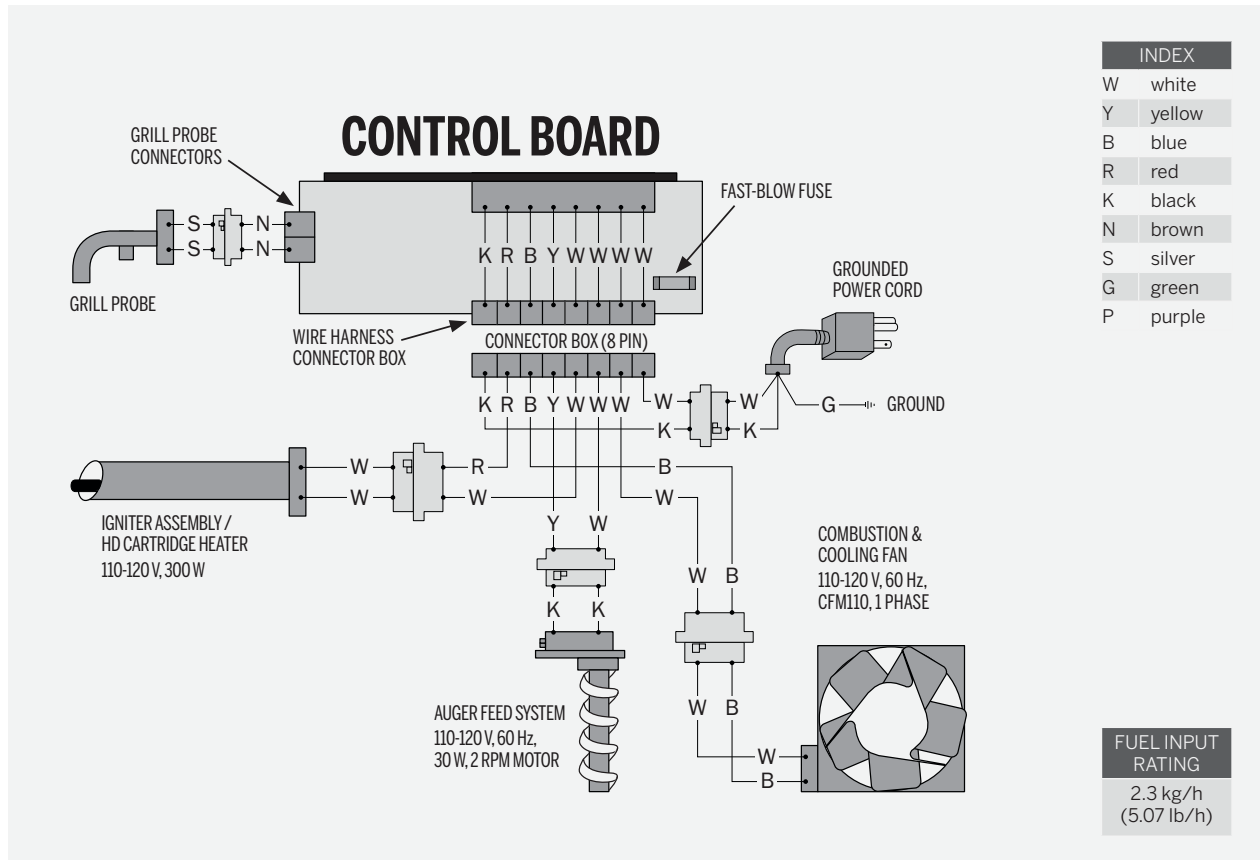 INDEX
W white
Y yellow
B blue
R red
K black
N brown
S silver
G green
P purple
CONTROL BOARD
GRILL PROBE
CONNECTORS
FAST-BLOW FUSE
S N
S N
K R B Y W W W W
GRILL PROBE
GROUNDED
POWER CORD
WIRE HARNESS
CONNECTOR BOX
CONNECTOR BOX (8 PIN)
K R B Y W W W
W W
G GROUND
K K
W R B
W W W
IGNITER ASSEMBLY /
HD CARTRIDGE HEATER
110-120 V, 300 W
Y W
COMBUSTION &
COOLING FAN
110-120 V, 60 Hz,
CFM110, 1 PHASE
W B
K K
AUGER FEED SYSTEM
110-120 V, 60 Hz,
30 W, 2 RPM MOTOR
W B
W
B
FUEL INPUT
RATING
2.3 kg/h
(5.07 lb/h)